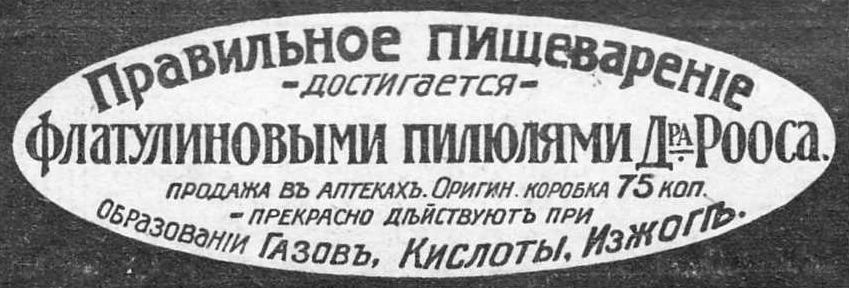 Правильное пищеваренiе
-достигается-
Флатулиновыми пилюлями Д-ра Рооса.
продажа въ аптекахъ. Оригин. коробка 75 коп.
- прекрасно дѣйствуютъ при
образованiи Газовъ, Кислоты, Изжогѣ.